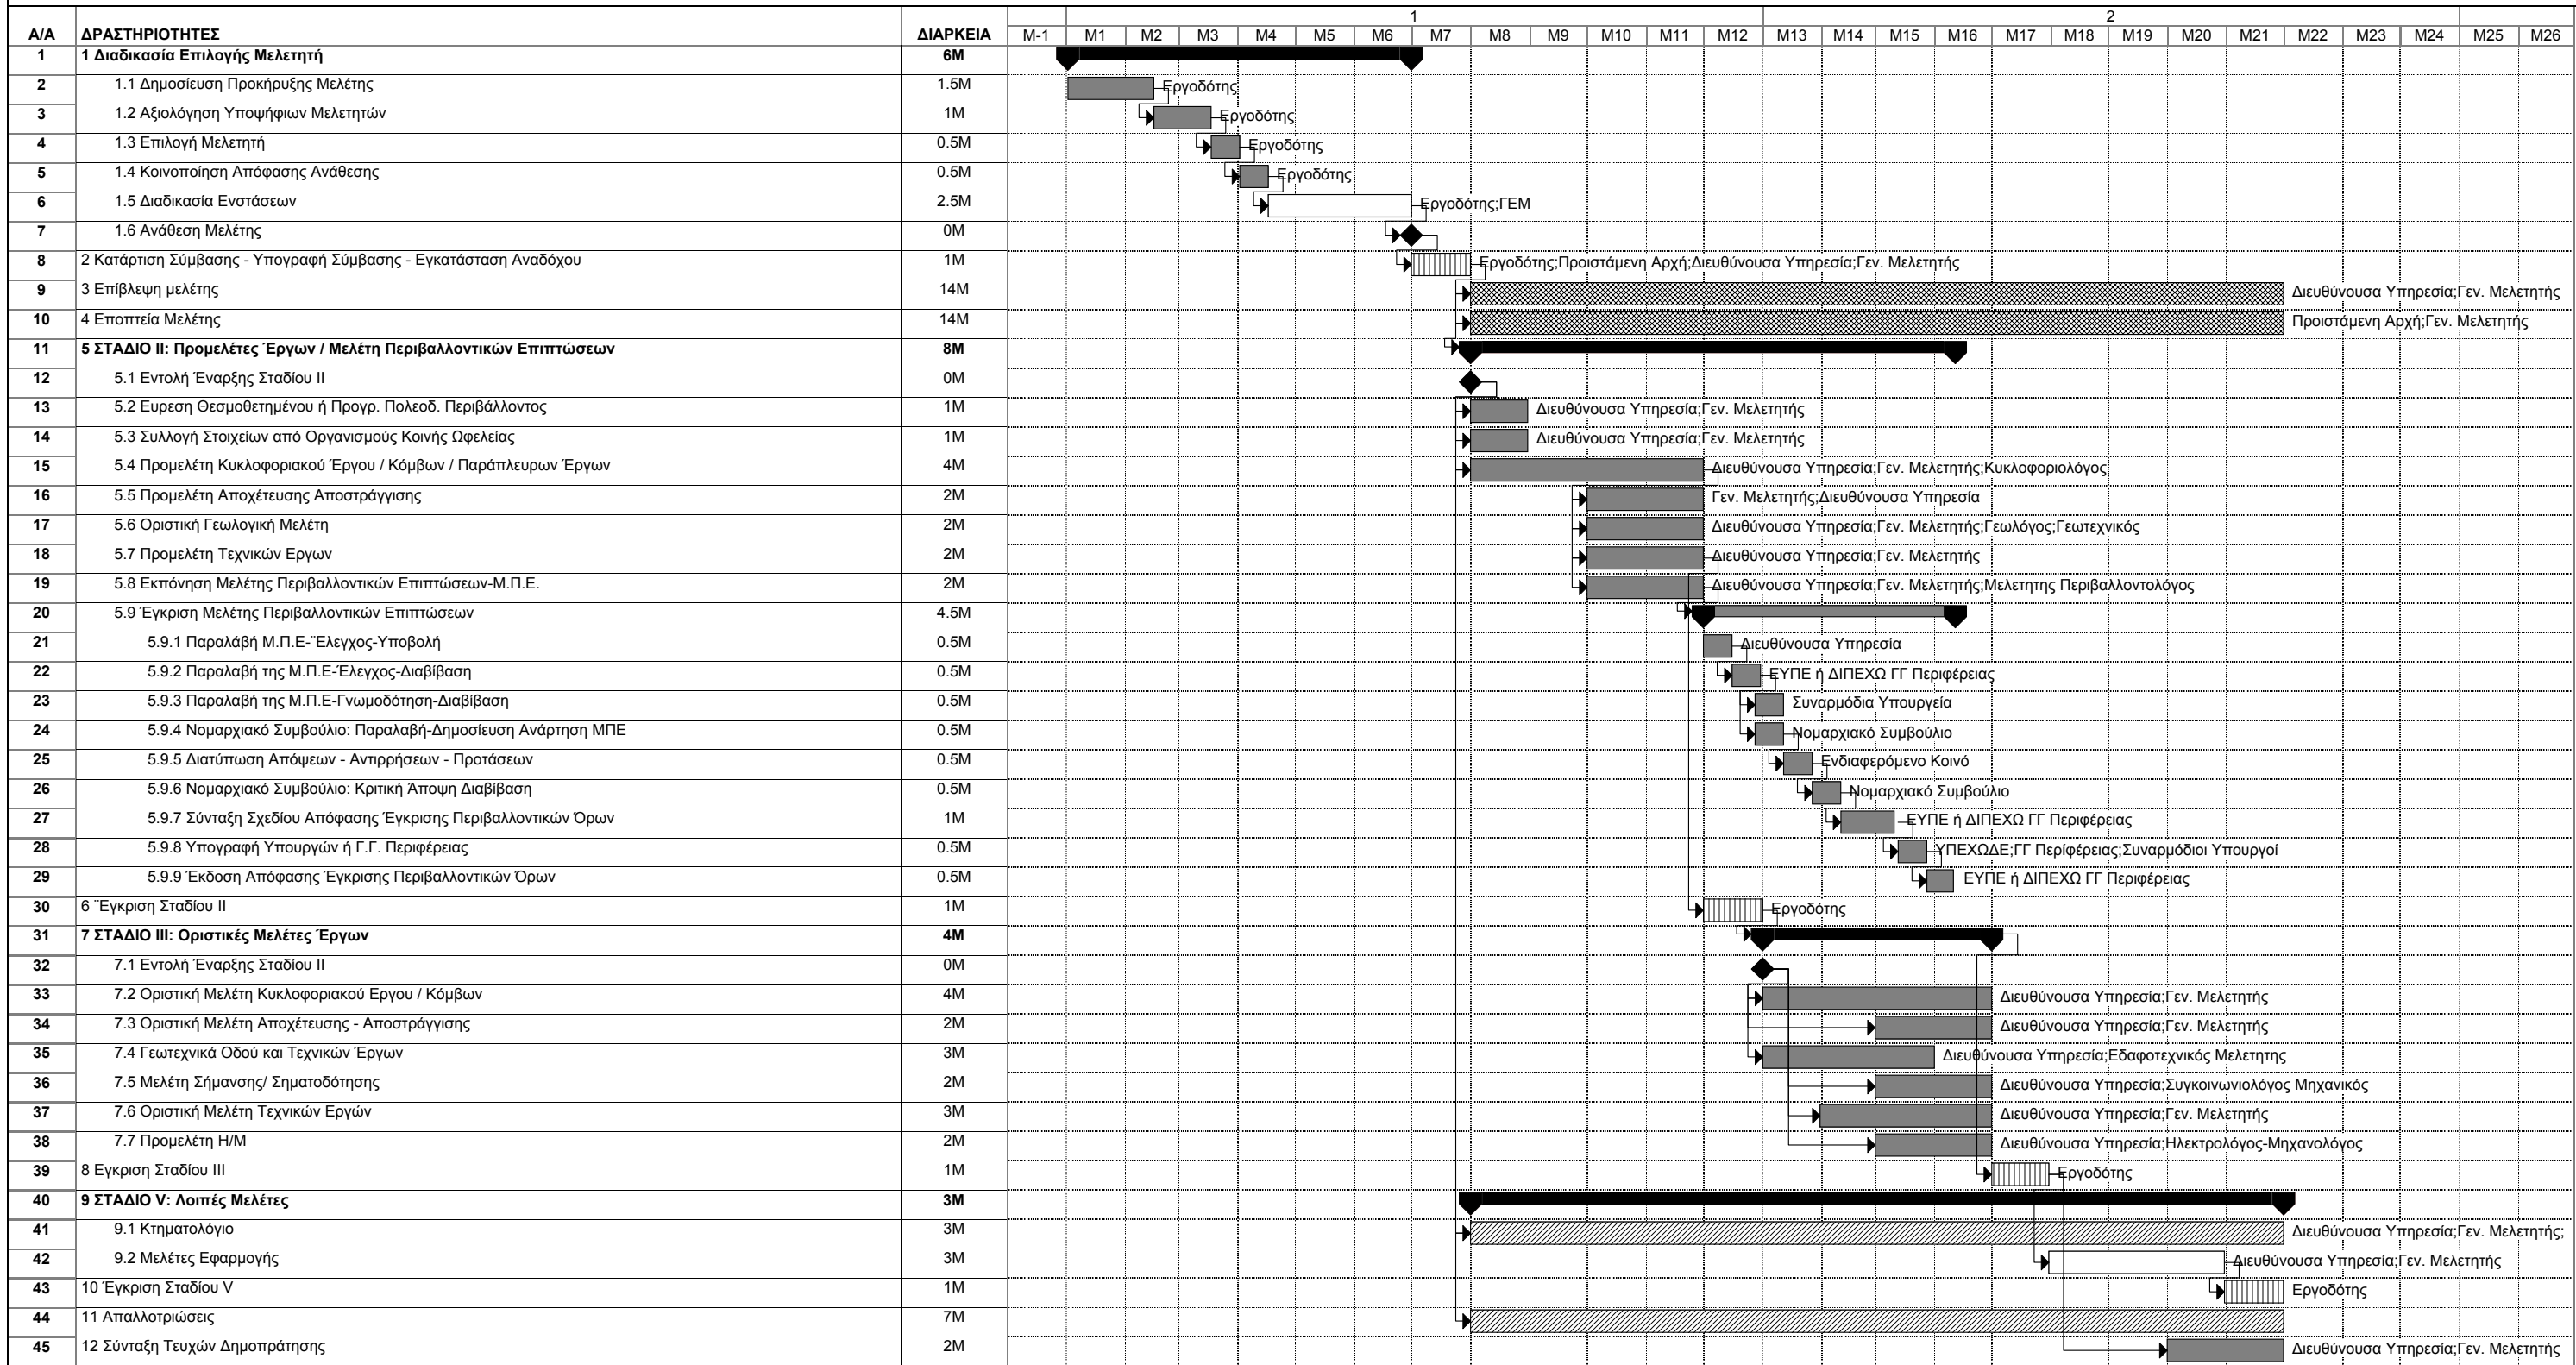 1 2
Α/Α ΔΡΑΣΤΗΡΙΟΤΗΤΕΣ ΔΙΑΡΚΕΙΑ M-1 M1 M2 M3 M4 M5 M6 M7 M8 M9 M10 M11 M12 M13 M14 M15 M16 M17 M18 M19 M20 M21 M22 M23 M24 M25 M26
1 1 Διαδικασία Επιλογής Μελετητή 6M
2 1.1 Δημοσίευση Προκήρυξης Μελέτης 1.5M Εργοδότης
3 1.2 Αξιολόγηση Υποψήφιων Μελετητών 1M Εργοδότης
4 1.3 Επιλογή Μελετητή 0.5M Εργοδότης
5 1.4 Κοινοποίηση Απόφασης Ανάθεσης 0.5M Εργοδότης
6 1.5 Διαδικασία Ενστάσεων 2.5M Εργοδότης;ΓΕΜ
7 1.6 Ανάθεση Μελέτης 0M
8 2 Κατάρτιση Σύμβασης - Υπογραφή Σύμβασης - Εγκατάσταση Αναδόχου 1M Εργοδότης;Προιστάμενη Αρχή;Διευθύνουσα Υπηρεσία;Γεν. Μελετητής
9 3 Επίβλεψη μελέτης 14M Διευθύνουσα Υπηρεσία;Γεν. Μελετητής
10 4 Εποπτεία Μελέτης 14M Προιστάμενη Αρχή;Γεν. Μελετητής
11 5 ΣΤΑΔΙΟ ΙΙ: Προμελέτες Έργων / Μελέτη Περιβαλλοντικών Επιπτώσεων 8M
12 5.1 Εντολή Έναρξης Σταδίου ΙΙ 0M
13 5.2 Ευρεση Θεσμοθετημένου ή Προγρ. Πολεοδ. Περιβάλλοντος 1M Διευθύνουσα Υπηρεσία;Γεν. Μελετητής
14 5.3 Συλλογή Στοιχείων από Οργανισμούς Κοινής Ωφελείας 1M Διευθύνουσα Υπηρεσία;Γεν. Μελετητής
15 5.4 Προμελέτη Κυκλοφοριακού Έργου / Κόμβων / Παράπλευρων Έργων 4M Διευθύνουσα Υπηρεσία;Γεν. Μελετητής;Κυκλοφοριολόγος
16 5.5 Προμελέτη Αποχέτευσης Αποστράγγισης 2M Γεν. Μελετητής;Διευθύνουσα Υπηρεσία
17 5.6 Οριστική Γεωλογική Μελέτη 2M Διευθύνουσα Υπηρεσία;Γεν. Μελετητής;Γεωλόγος;Γεωτεχνικός
18 5.7 Προμελέτη Τεχνικών Εργων 2M Διευθύνουσα Υπηρεσία;Γεν. Μελετητής
19 5.8 Εκπόνηση Μελέτης Περιβαλλοντικών Επιπτώσεων-Μ.Π.Ε. 2M Διευθύνουσα Υπηρεσία;Γεν. Μελετητής;Μελετητης Περιβαλλοντολόγος
20 5.9 Έγκριση Μελέτης Περιβαλλοντικών Επιπτώσεων 4.5M
21 5.9.1 Παραλάβή Μ.Π.Ε-¨Ελεγχος-Υποβολή 0.5M Διευθύνουσα Υπηρεσία
22 5.9.2 Παραλαβή της Μ.Π.Ε-Έλεγχος-Διαβίβαση 0.5M ΕΥΠΕ ή ΔΙΠΕΧΩ ΓΓ Περιφέρειας
23 5.9.3 Παραλαβή της Μ.Π.Ε-Γνωμοδότηση-Διαβίβαση 0.5M Συναρμόδια Υπουργεία
24 5.9.4 Νομαρχιακό Συμβούλιο: Παραλαβή-Δημοσίευση Ανάρτηση ΜΠΕ 0.5M Νομαρχιακό Συμβούλιο
25 5.9.5 Διατύπωση Απόψεων - Αντιρρήσεων - Προτάσεων 0.5M Ενδιαφερόμενο Κοινό
26 5.9.6 Νομαρχιακό Συμβούλιο: Κριτική Άποψη Διαβίβαση 0.5M Νομαρχιακό Συμβούλιο
27 5.9.7 Σύνταξη Σχεδίου Απόφασης Έγκρισης Περιβαλλοντικών Όρων 1M ΕΥΠΕ ή ΔΙΠΕΧΩ ΓΓ Περιφέρειας
28 5.9.8 Υπογραφή Υπουργών ή Γ.Γ. Περιφέρειας 0.5M ΥΠΕΧΩΔΕ;ΓΓ Περίφέρειας;Συναρμόδιοι Υπουργοί
29 5.9.9 Έκδοση Απόφασης Έγκρισης Περιβαλλοντικών Όρων 0.5M ΕΥΠΕ ή ΔΙΠΕΧΩ ΓΓ Περιφέρειας
30 6 ¨Εγκριση Σταδίου ΙΙ 1M Εργοδότης
31 7 ΣΤΑΔΙΟ ΙΙΙ: Οριστικές Μελέτες Έργων 4M
32 7.1 Εντολή Έναρξης Σταδίου ΙΙ 0M
33 7.2 Οριστική Μελέτη Κυκλοφοριακού Εργου / Κόμβων 4M Διευθύνουσα Υπηρεσία;Γεν. Μελετητής
34 7.3 Οριστική Μελέτη Αποχέτευσης - Αποστράγγισης 2M Διευθύνουσα Υπηρεσία;Γεν. Μελετητής
35 7.4 Γεωτεχνικά Οδού και Τεχνικών Έργων 3M Διευθύνουσα Υπηρεσία;Εδαφοτεχνικός Μελετητης
36 7.5 Μελέτη Σήμανσης/ Σηματοδότησης 2M Διευθύνουσα Υπηρεσία;Συγκοινωνιολόγος Μηχανικός
37 7.6 Οριστική Μελέτη Τεχνικών Εργών 3M Διευθύνουσα Υπηρεσία;Γεν. Μελετητής
38 7.7 Προμελέτη Η/Μ 2M Διευθύνουσα Υπηρεσία;Ηλεκτρολόγος-Μηχανολόγος
39 8 Εγκριση Σταδίου ΙΙΙ 1M Εργοδότης
40 9 ΣΤΑΔΙΟ V: Λοιπές Μελέτες 3M
41 9.1 Κτηματολόγιο 3M Διευθύνουσα Υπηρεσία;Γεν. Μελετητής;
42 9.2 Μελέτες Εφαρμογής 3M Διευθύνουσα Υπηρεσία;Γεν. Μελετητής
43 10 Έγκριση Σταδίου V 1M Εργοδότης
44 11 Απαλλοτριώσεις 7M
45 12 Σύνταξη Τευχών Δημοπράτησης 2M Διευθύνουσα Υπηρεσία;Γεν. Μελετητής